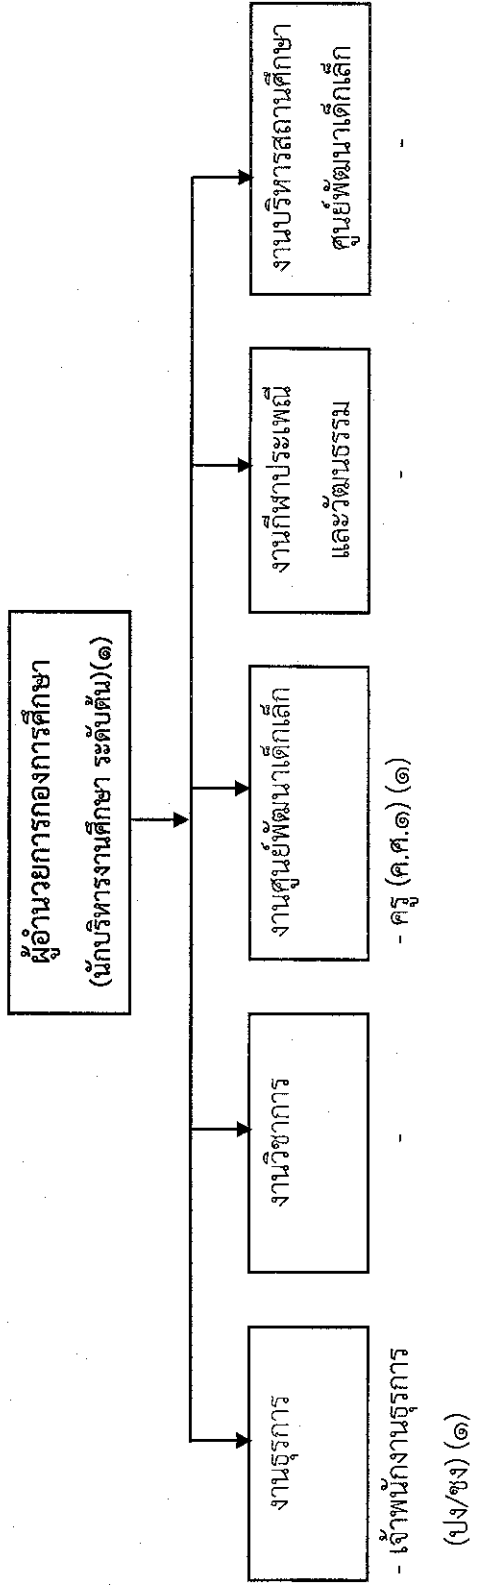 ผู้อำนวยการกองการศึกษา
(นักบริหารงานศึกษา ระดับต้น)(๑)
งานธุรการ
- เจ้าพนักงานธุรการ
(ปง/ชง) (๑)
งานวิชาการ
-
งานศูนย์พัฒนาเด็กเล็ก
- ครู (ค.ศ.๑) (๑)
งานกีฬาประเพณี
และวัฒนธรรม
-
งานบริหารสถานศึกษา
ศูนย์พัฒนาเด็กเล็ก
-